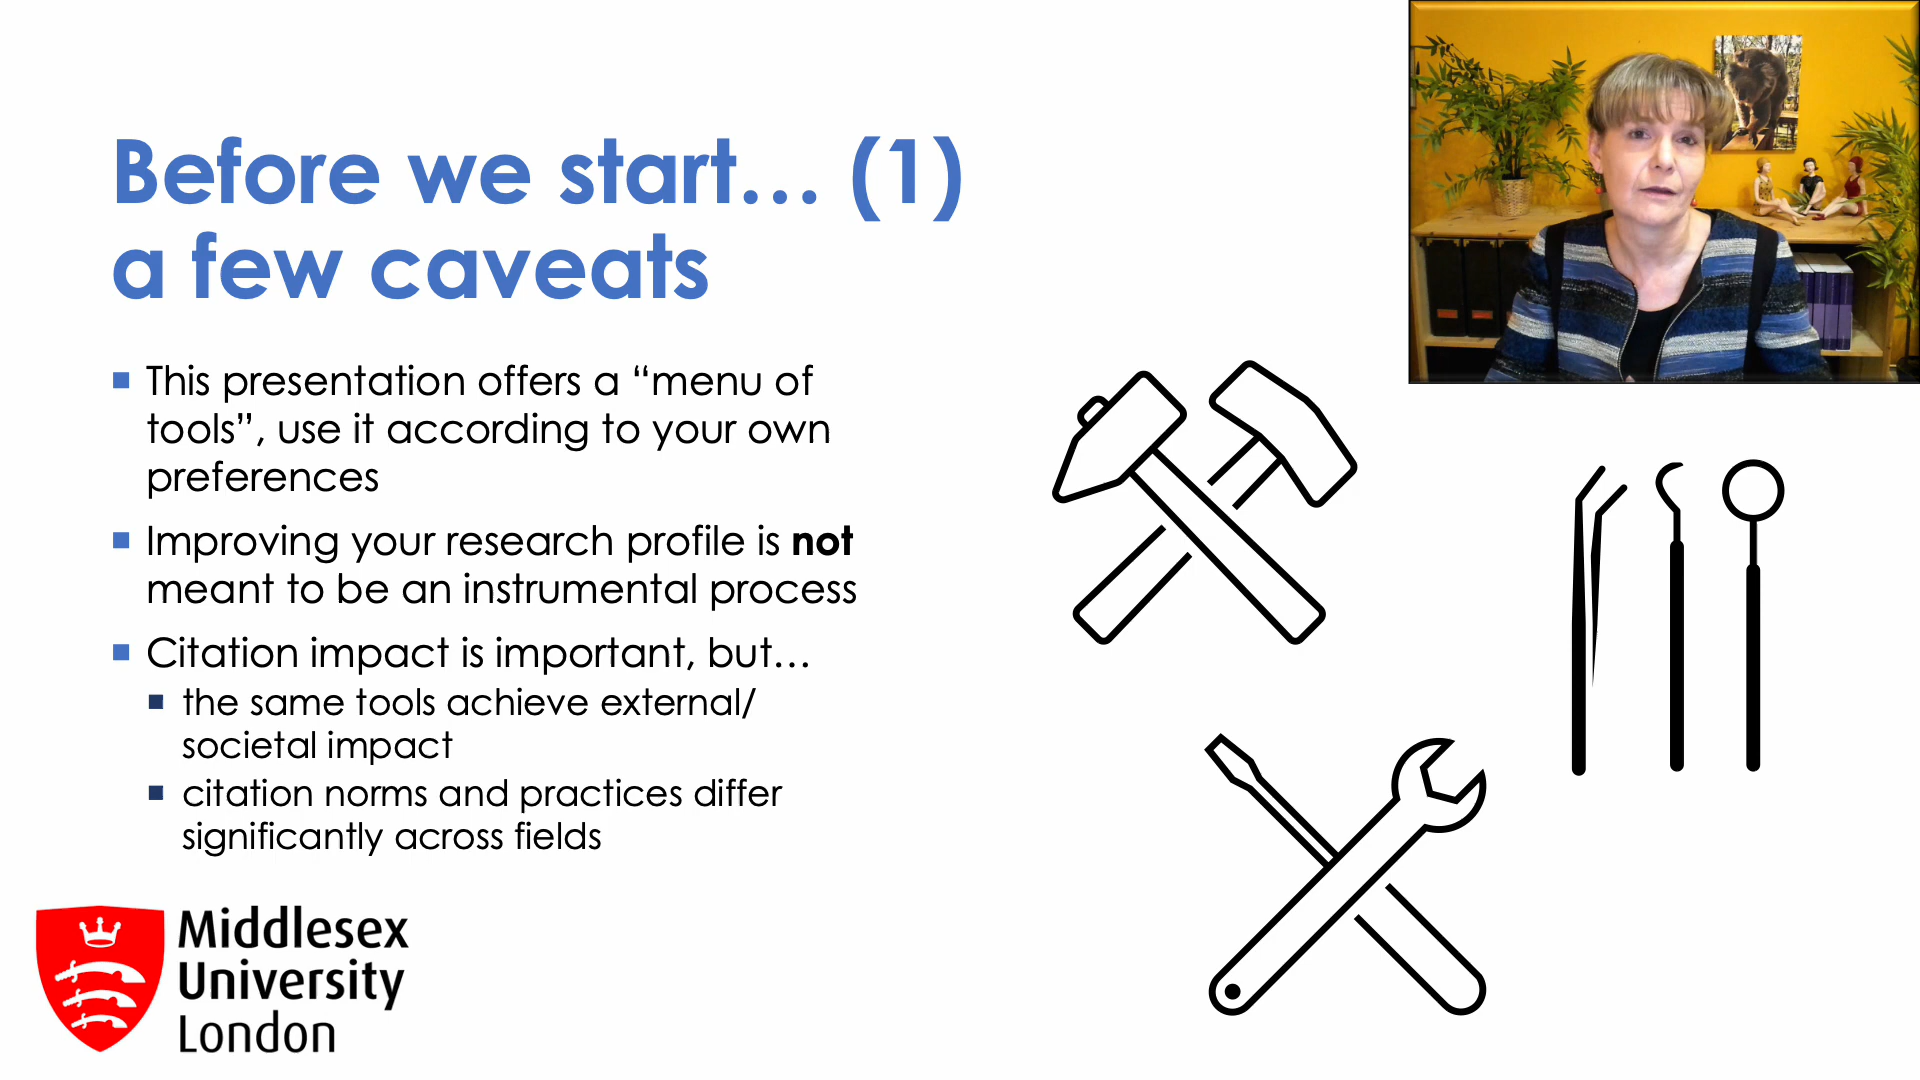 Before we start… (1)
a few caveats
This presentation offers a “menu of
tools”, use it according to your own
preferences
Improving your research profile is not
meant to be an instrumental process
Citation impact is important, but…
the same tools achieve external/
societal impact
citation norms and practices differ
significantly across fields
Middlesex
University
London